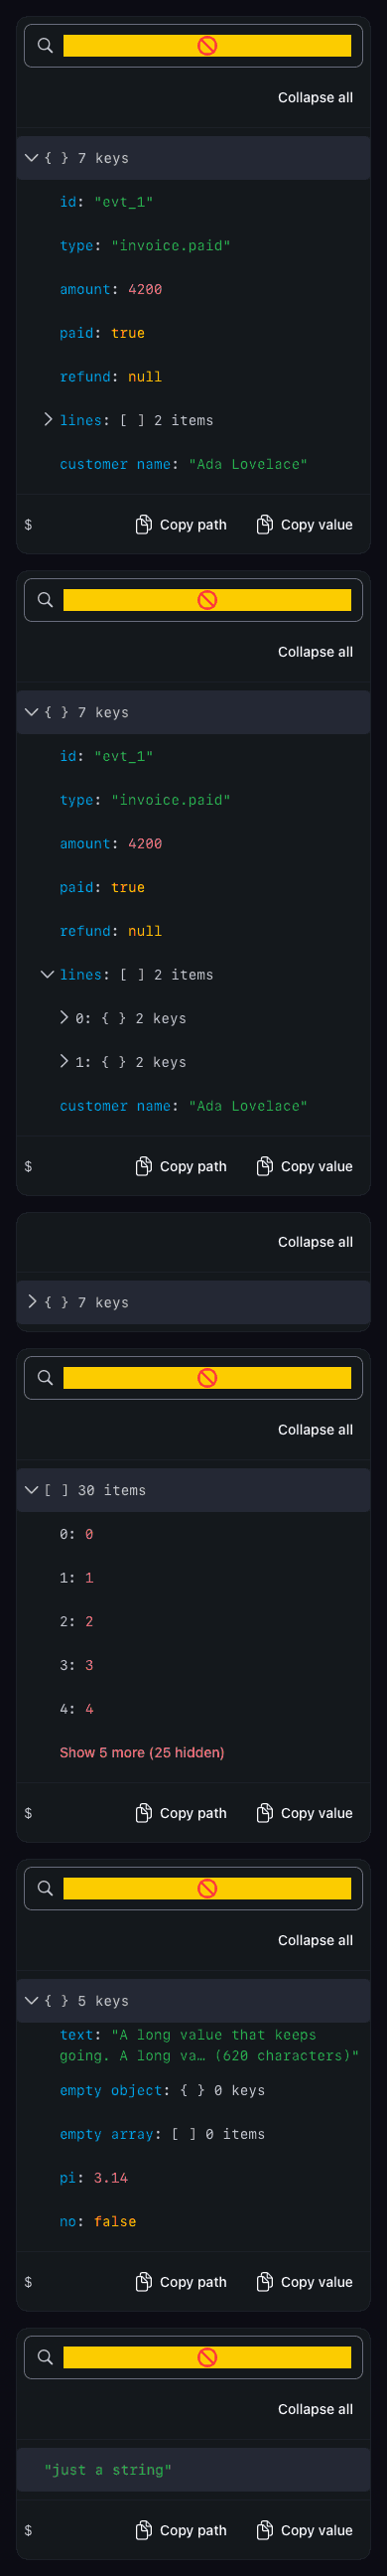 Collapse all
{ } 7 keys
id: "evt_1"
type: "invoice.paid"
amount: 4200
paid: true
refund: null
lines: [ ] 2 items
customer name: "Ada Lovelace"
$ Copy path Copy value
Collapse all
{ } 7 keys
id: "evt_1"
type: "invoice.paid"
amount: 4200
paid: true
refund: null
lines: [ ] 2 items
0: { } 2 keys
1: { } 2 keys
customer name: "Ada Lovelace"
$ Copy path Copy value
Collapse all
{ } 7 keys
Collapse all
[ ] 30 items
0: 0
1: 1
2: 2
3: 3
4: 4
Show 5 more (25 hidden)
$ Copy path Copy value
Collapse all
{ } 5 keys
text: "A long value that keeps
going. A long va… (620 characters)"
empty object: { } 0 keys
empty array: [ ] 0 items
pi: 3.14
no: false
$ Copy path Copy value
Collapse all
"just a string"
$ Copy path Copy value